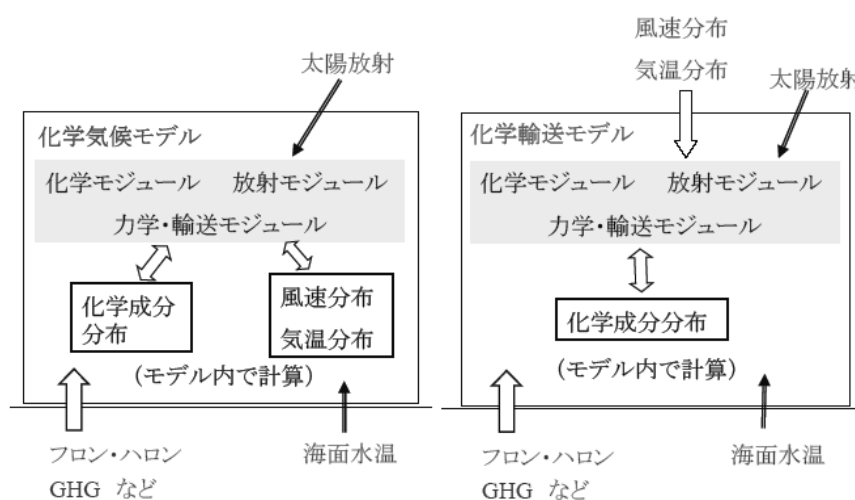 太陽放射
化学気候モデル
化学モジュール 放射モジュール
力学・輸送モジュール
化学成分
分布
風速分布
気温分布
(モデル内で計算)
フロン・ハロン
GHG など
海面水温
風速分布
気温分布
太陽放射
化学輸送モデル
化学モジュール 放射モジュール
力学・輸送モジュール
化学成分分布
(モデル内で計算)
フロン・ハロン
GHG など
海面水温